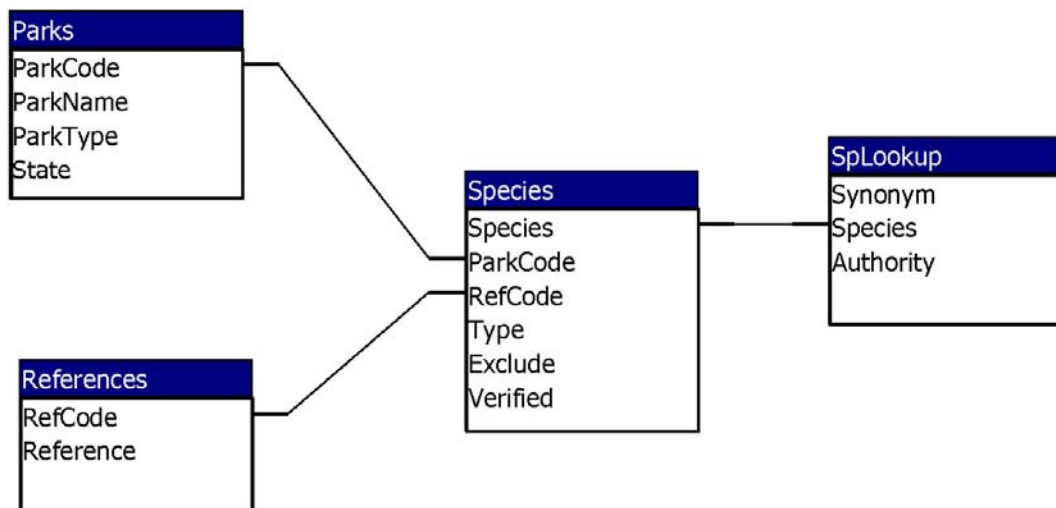 Parks
ParkCode
ParkName
ParkType
State
References
RefCode
Reference
Species
Species
ParkCode
RefCode
Type
Exclude
Verified
SpLookup
Synonym
Species
Authority